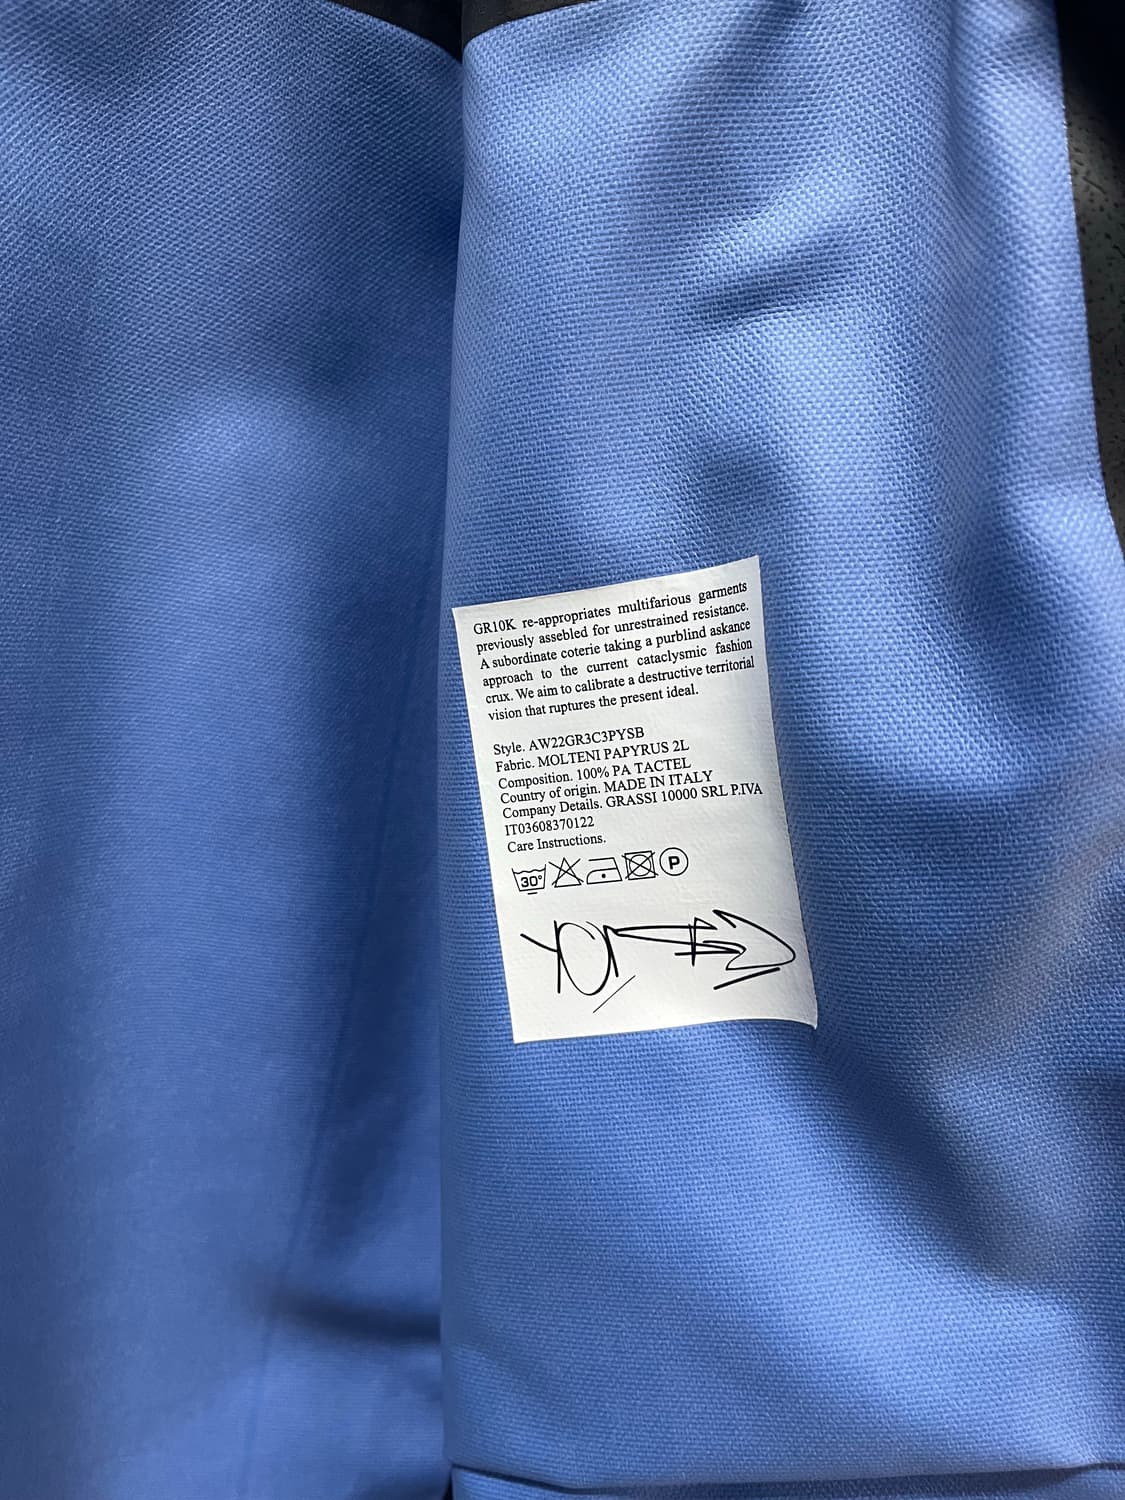 GR10K re-appropriates multifarious garments
previously assebled for unrestrained resistance.
A subordinate coterie taking a purblind askance
approach to the current cataclysmic fashion
crux. We aim to calibrate a destructive territorial
vision that ruptures the present ideal.
Style. AW22GR3C3PYSB
Fabric. MOLTENI PAPYRUS 2L
Composition. 100% PA TACTEL
Country of origin. MADE IN ITALY
Company Details. GRASSI 10000 SRL P.IVA
IT03608370122
Care Instructions.
30° P